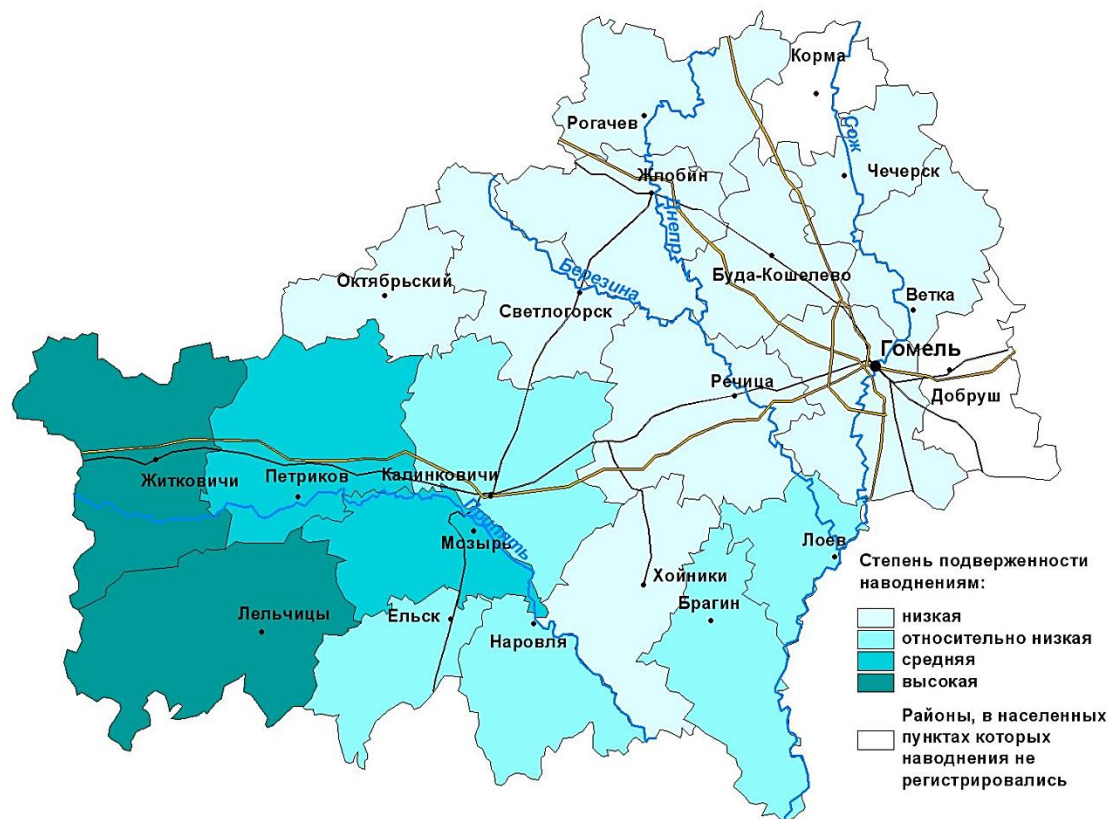 Корма
Рогачев
Сож
Жлобин
Чечерск
Днепр
Буда-Кошелево
Октябрьский
Березина
Светлогорск
Ветка
Гомель
Речица
Добруш
Житковичи
Петриков
Калинковичи
Припять
Мозырь
Лоев
Хойники
Брагин
Лельчицы
Ельск
Наровля
Степень подверженности
наводнениям:
низкая
относительно низкая
средняя
высокая
Районы, в населенных
пунктах которых
наводнения не
регистрировались